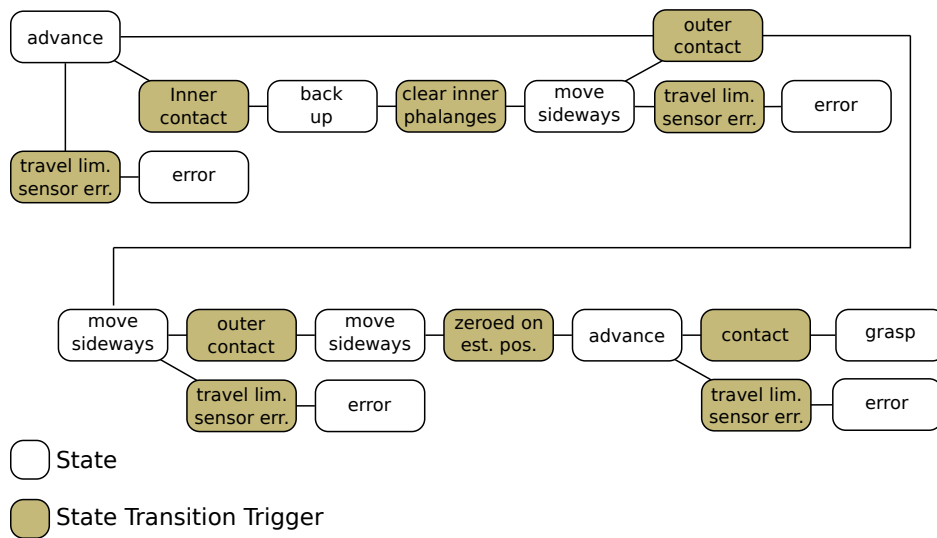 advance
outer
contact
Inner
contact
back
up
clear inner
phalanges
move
sideways
travel lim.
sensor err.
error
travel lim.
sensor err.
error
move
sideways
outer
contact
move
sideways
zeroed on
est. pos.
advance
contact
grasp
travel lim.
sensor err.
error
travel lim.
sensor err.
error
State
State Transition Trigger